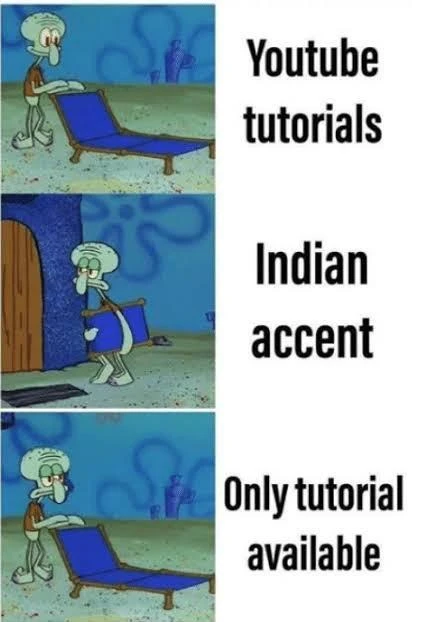 Youtube
tutorials
Indian
accent
Only tutorial
available